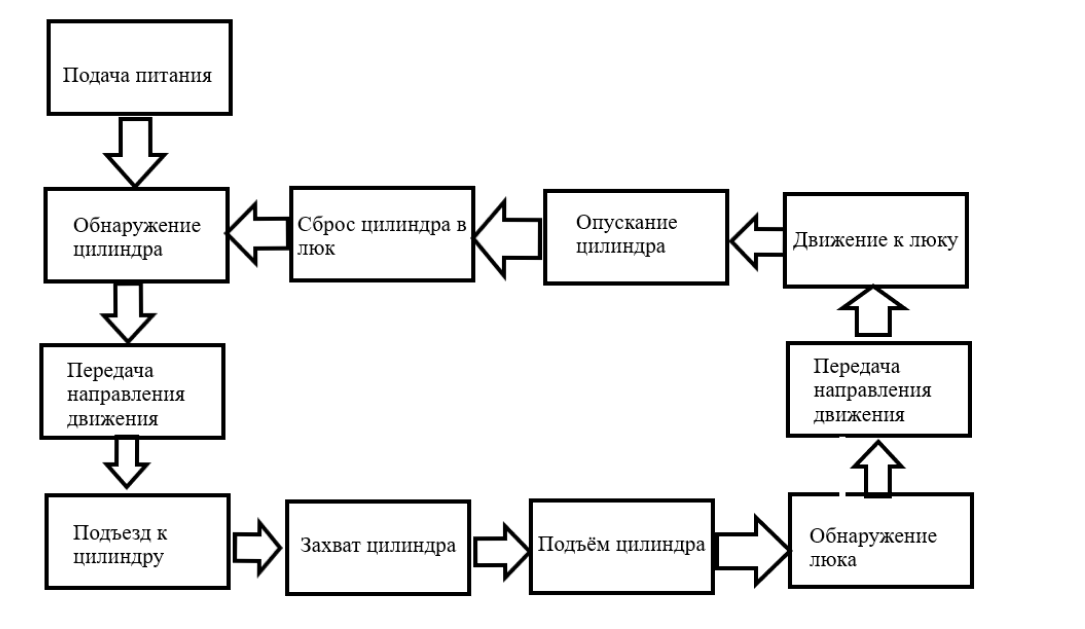 Подача питания
Обнаружение
цилиндра
Сброс цилиндра в
люк
Опускание
цилиндра
Движение к люку
Передача
направления
движения
Передача
направления
движения
Подъезд к
цилиндру
Захват цилиндра
Подъём цилиндра
Обнаружение
люка